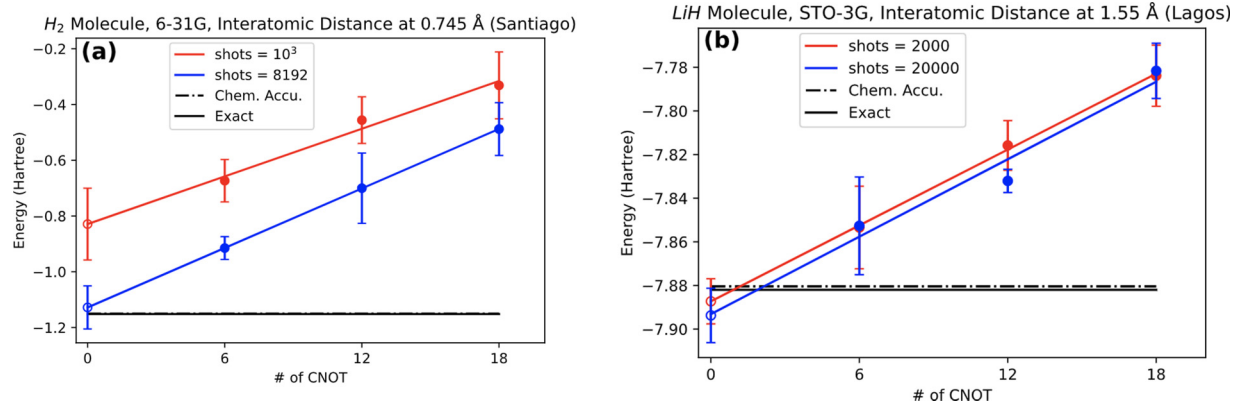 H₂ Molecule, 6-31G, Interatomic Distance at 0.745 Å (Santiago)
(a)
shots = 10³
shots = 8192
Chem. Accu.
Exact
Energy (Hartree)
−0.2
−0.4
−0.6
−0.8
−1.0
−1.2
0 6 12 18
# of CNOT
LiH Molecule, STO-3G, Interatomic Distance at 1.55 Å (Lagos)
(b)
shots = 2000
shots = 20000
Chem. Accu.
Exact
Energy (Hartree)
−7.78
−7.80
−7.82
−7.84
−7.86
−7.88
−7.90
0 6 12 18
# of CNOT